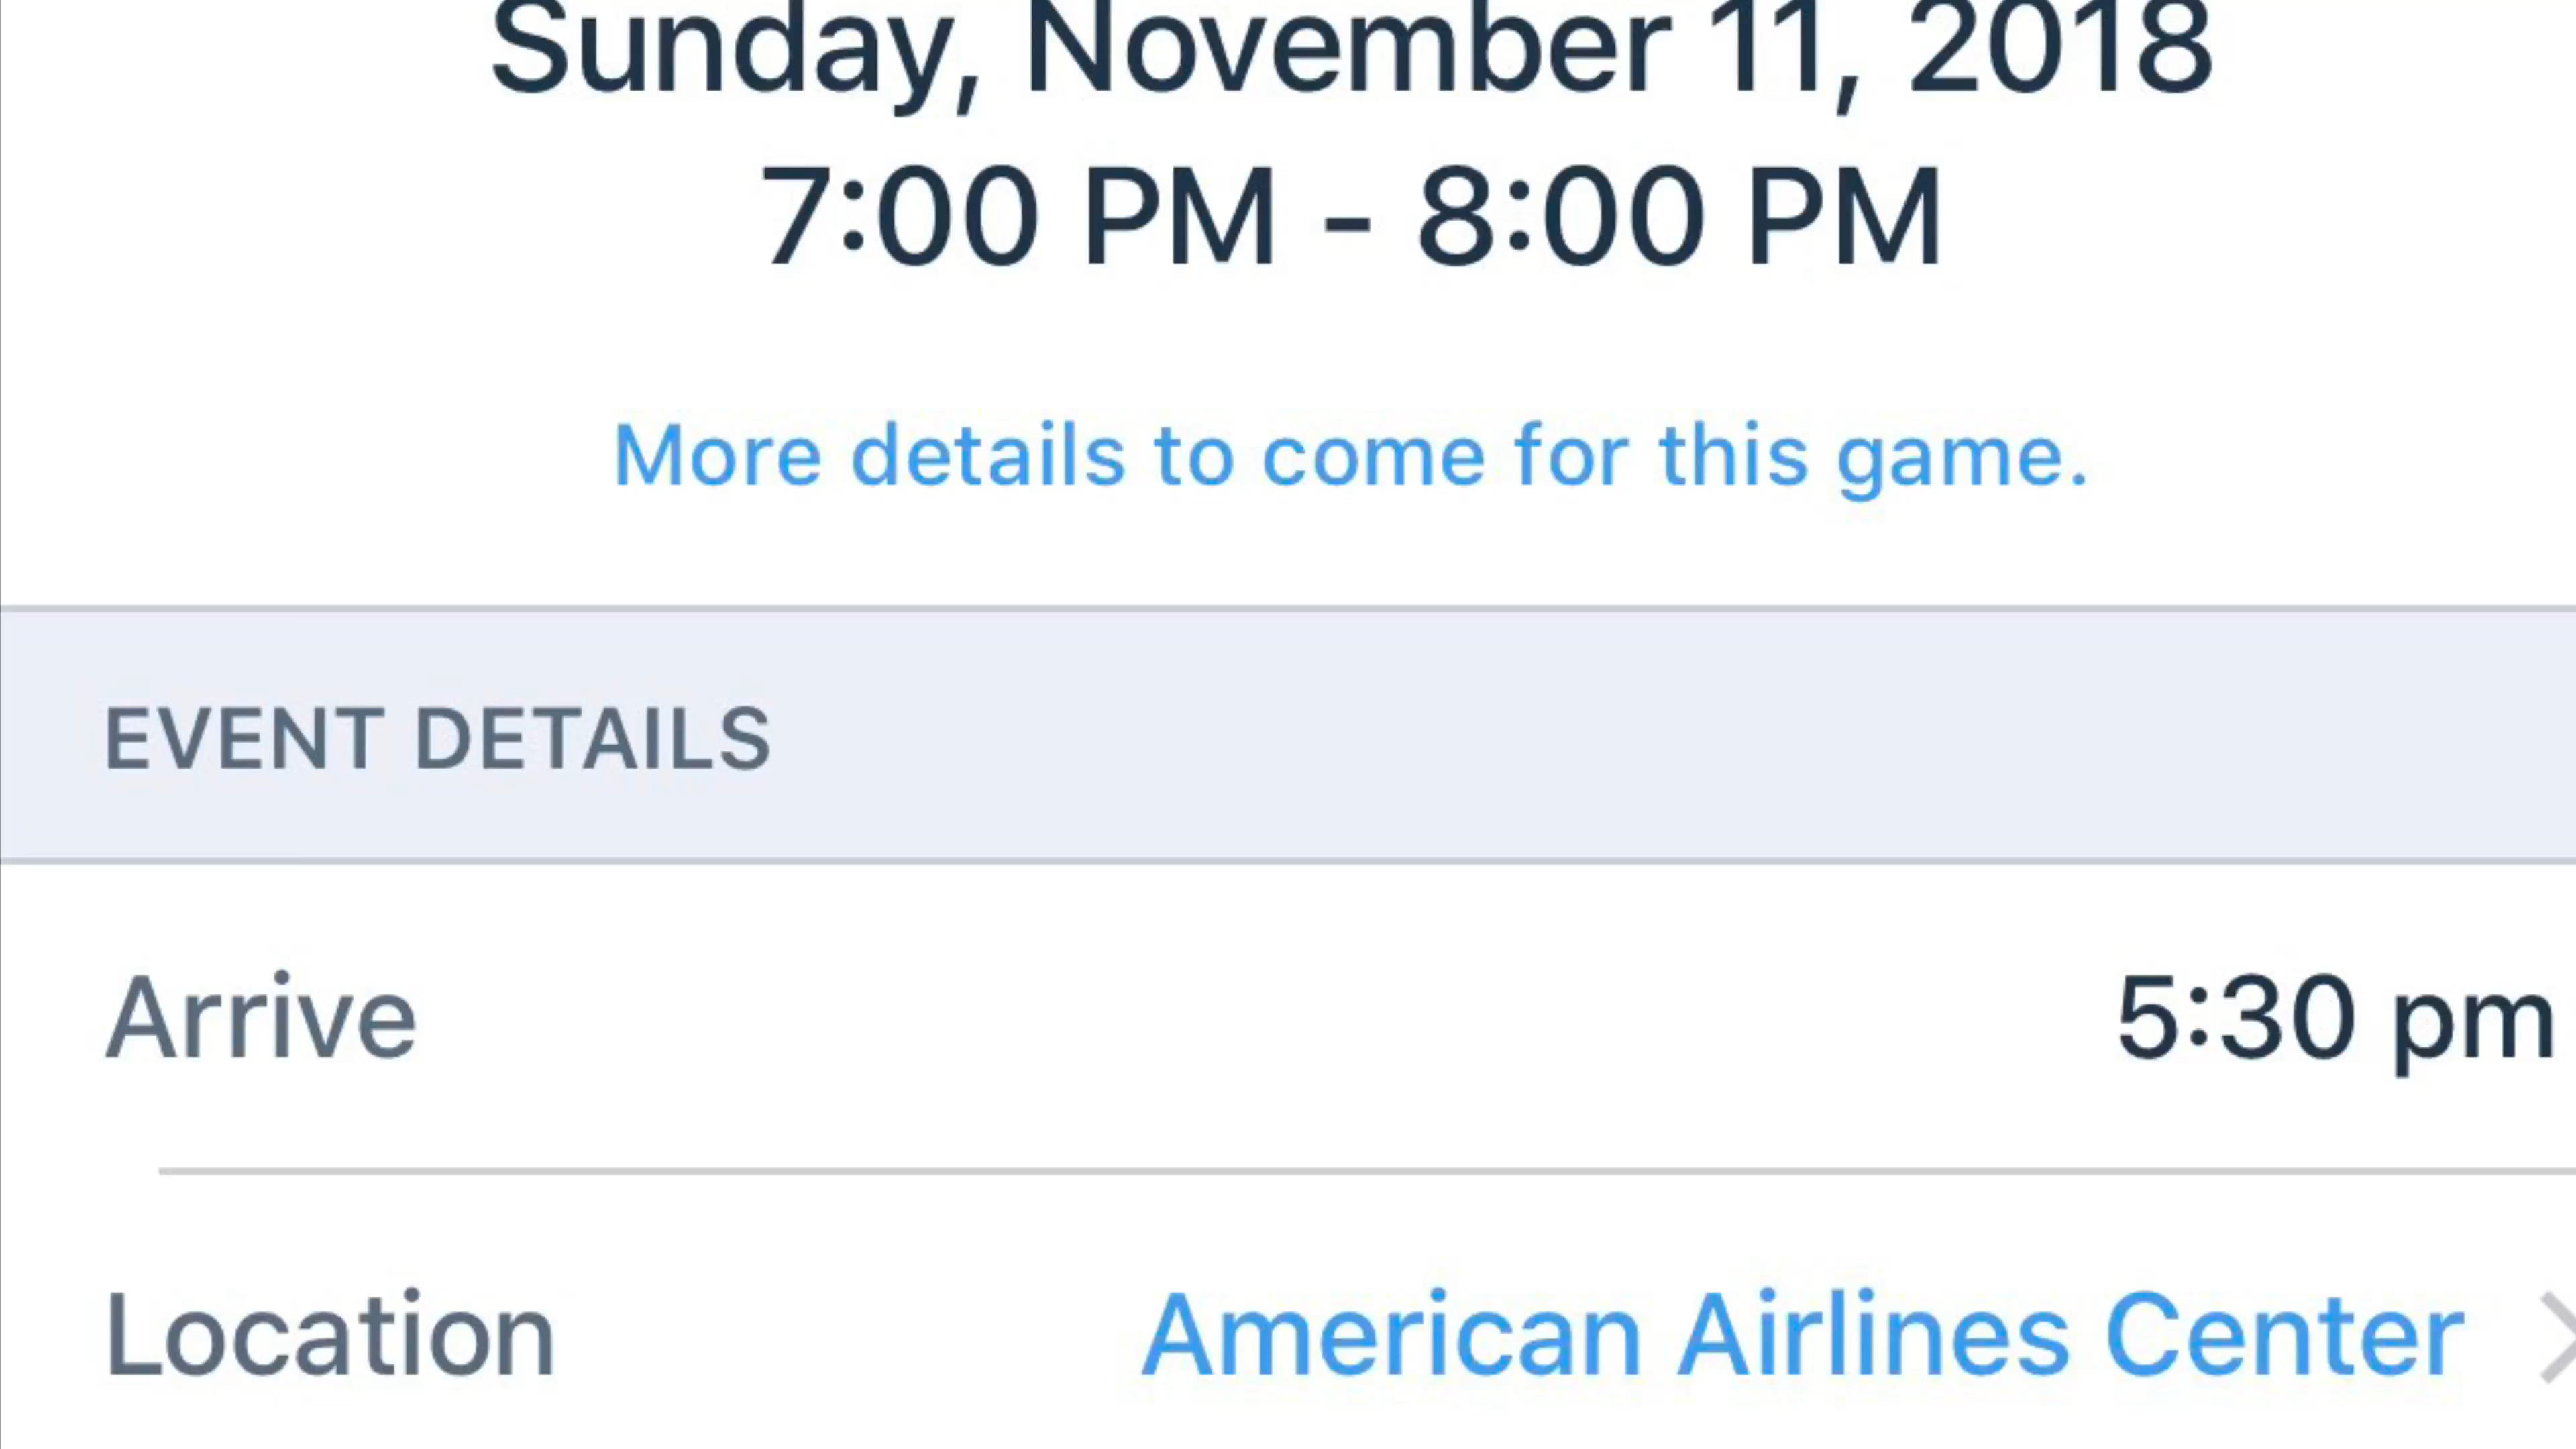 Sunday, November 11, 2018
7:00 PM - 8:00 PM
More details to come for this game.
EVENT DETAILS
Arrive 5:30 pm
Location American Airlines Center